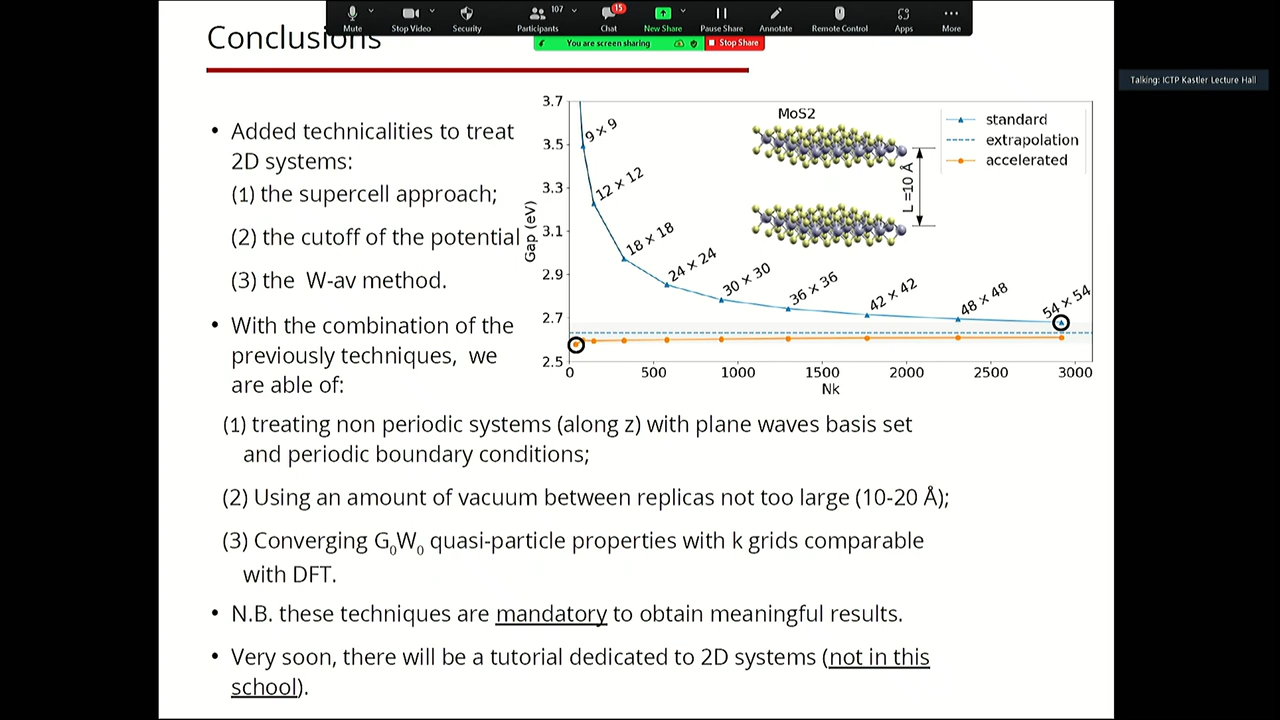 Mute
Stop Video
Security
107
Participants
15
Chat
New Share
Pause Share
Annotate
Remote Control
Apps
More
You are screen sharing
Stop Share
Talking: ICTP Kastler Lecture Hall
Conclusions
• Added technicalities to treat
2D systems:
(1) the supercell approach;
(2) the cutoff of the potential
(3) the W-av method.
• With the combination of the
previously techniques, we
are able of:
(1) treating non periodic systems (along z) with plane waves basis set
and periodic boundary conditions;
(2) Using an amount of vacuum between replicas not too large (10-20 Å);
(3) Converging G₀W₀ quasi-particle properties with k grids comparable
with DFT.
• N.B. these techniques are mandatory to obtain meaningful results.
• Very soon, there will be a tutorial dedicated to 2D systems (not in this
school).
MoS2
L =10 Å
standard
extrapolation
accelerated
Gap (eV)
3.7
3.5
3.3
3.1
2.9
2.7
2.5
9 × 9
12 × 12
18 × 18
24 × 24
30 × 30
36 × 36
42 × 42
48 × 48
54 × 54
0
500
1000
1500
2000
2500
3000
Nk